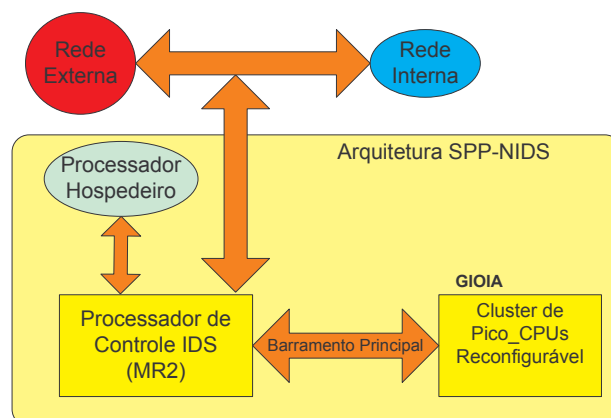 Rede
Externa
Rede
Interna
Arquitetura SPP-NIDS
Processador
Hospedeiro
GIOIA
Processador de
Controle IDS
(MR2)
Barramento Principal
Cluster de
Pico_CPUs
Reconfigurável